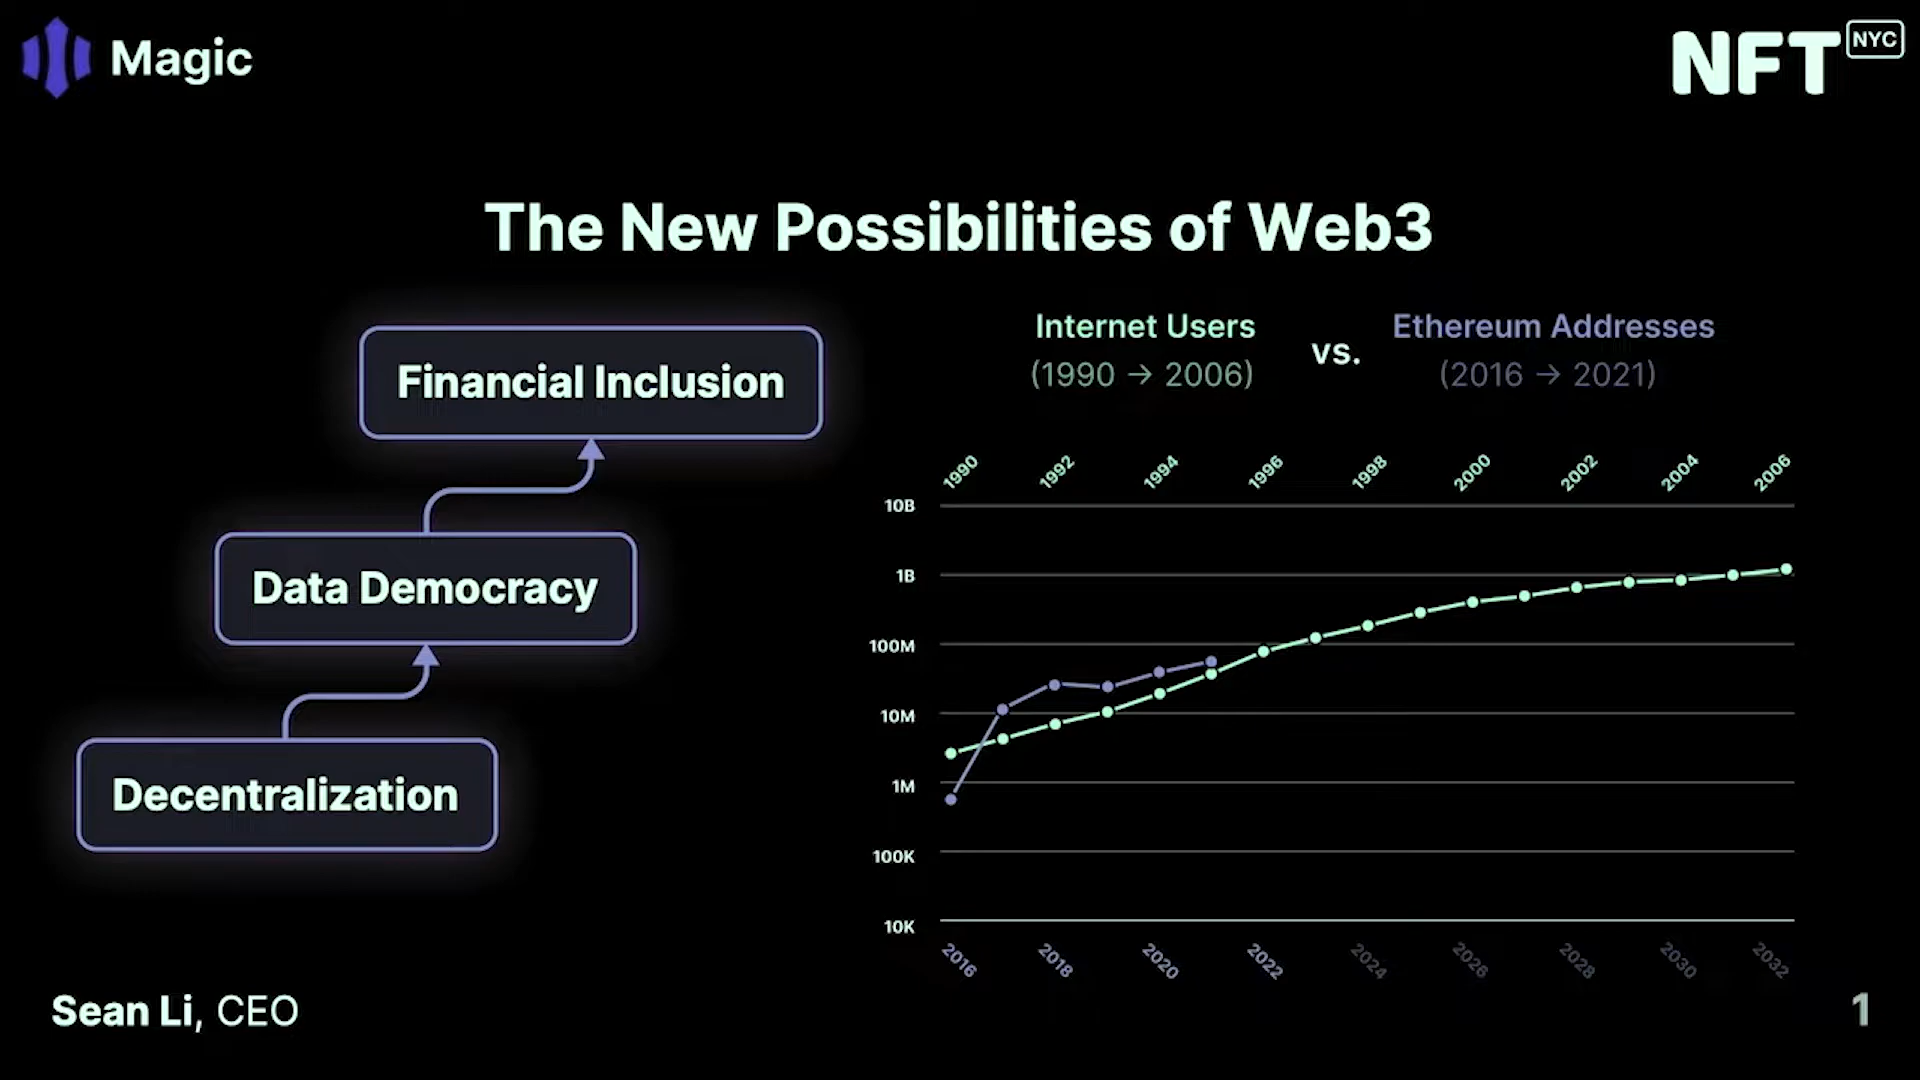 Magic
NFT NYC
The New Possibilities of Web3
Financial Inclusion
Data Democracy
Decentralization
Internet Users
(1990 → 2006)
vs.
Ethereum Addresses
(2016 → 2021)
1990 1992 1994 1996 1998 2000 2002 2004 2006
10B
1B
100M
10M
1M
100K
10K
2016 2018 2020 2022 2024 2026 2028 2030 2032
Sean Li, CEO
1